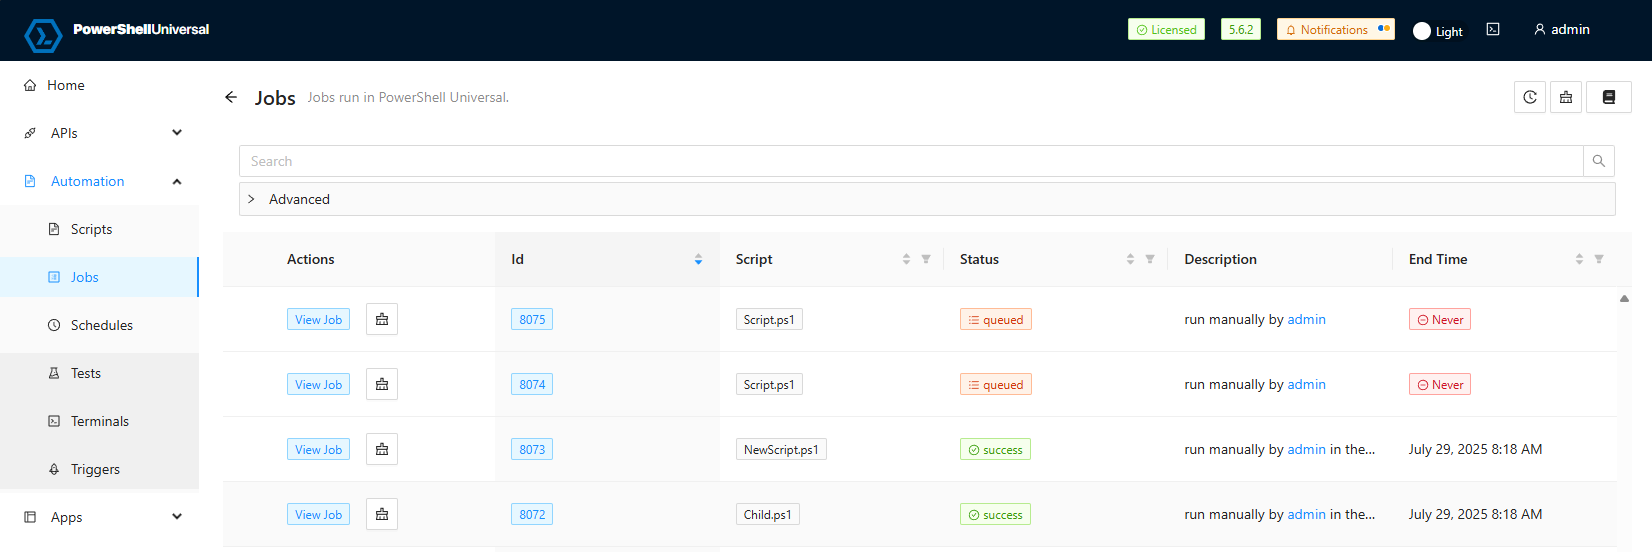 PowerShellUniversal
Licensed 5.6.2 Notifications Light admin
Home
APIs
Automation
Scripts
Jobs
Schedules
Tests
Terminals
Triggers
Apps
Jobs Jobs run in PowerShell Universal.
Search
Advanced
Actions Id Script Status Description End Time
View Job 8075 Script.ps1 queued run manually by admin Never
View Job 8074 Script.ps1 queued run manually by admin Never
View Job 8073 NewScript.ps1 success run manually by admin in the... July 29, 2025 8:18 AM
View Job 8072 Child.ps1 success run manually by admin in the... July 29, 2025 8:18 AM